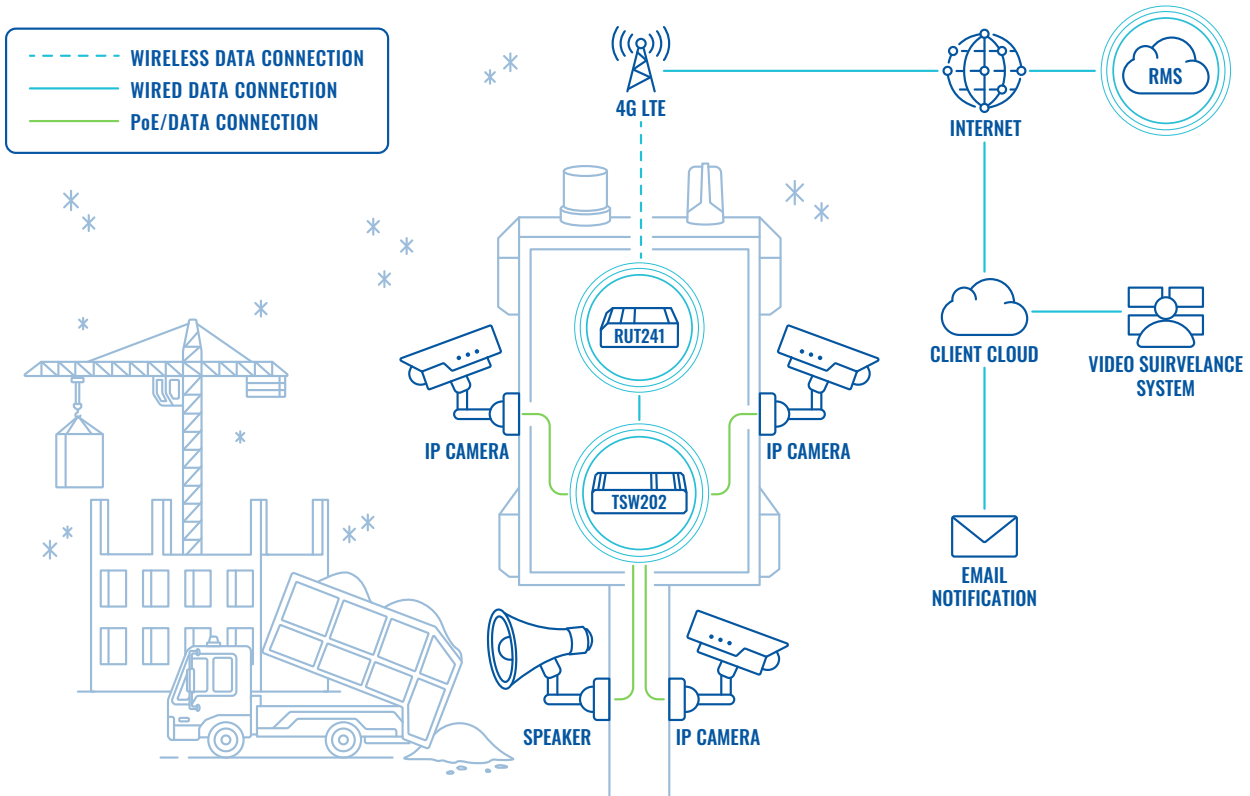 WIRELESS DATA CONNECTION
WIRED DATA CONNECTION
PoE/DATA CONNECTION
4G LTE
INTERNET
RMS
RUT241
TSW202
IP CAMERA
IP CAMERA
SPEAKER
IP CAMERA
CLIENT CLOUD
VIDEO SUIRVELANCE
SYSTEM
EMAIL
NOTIFICATION